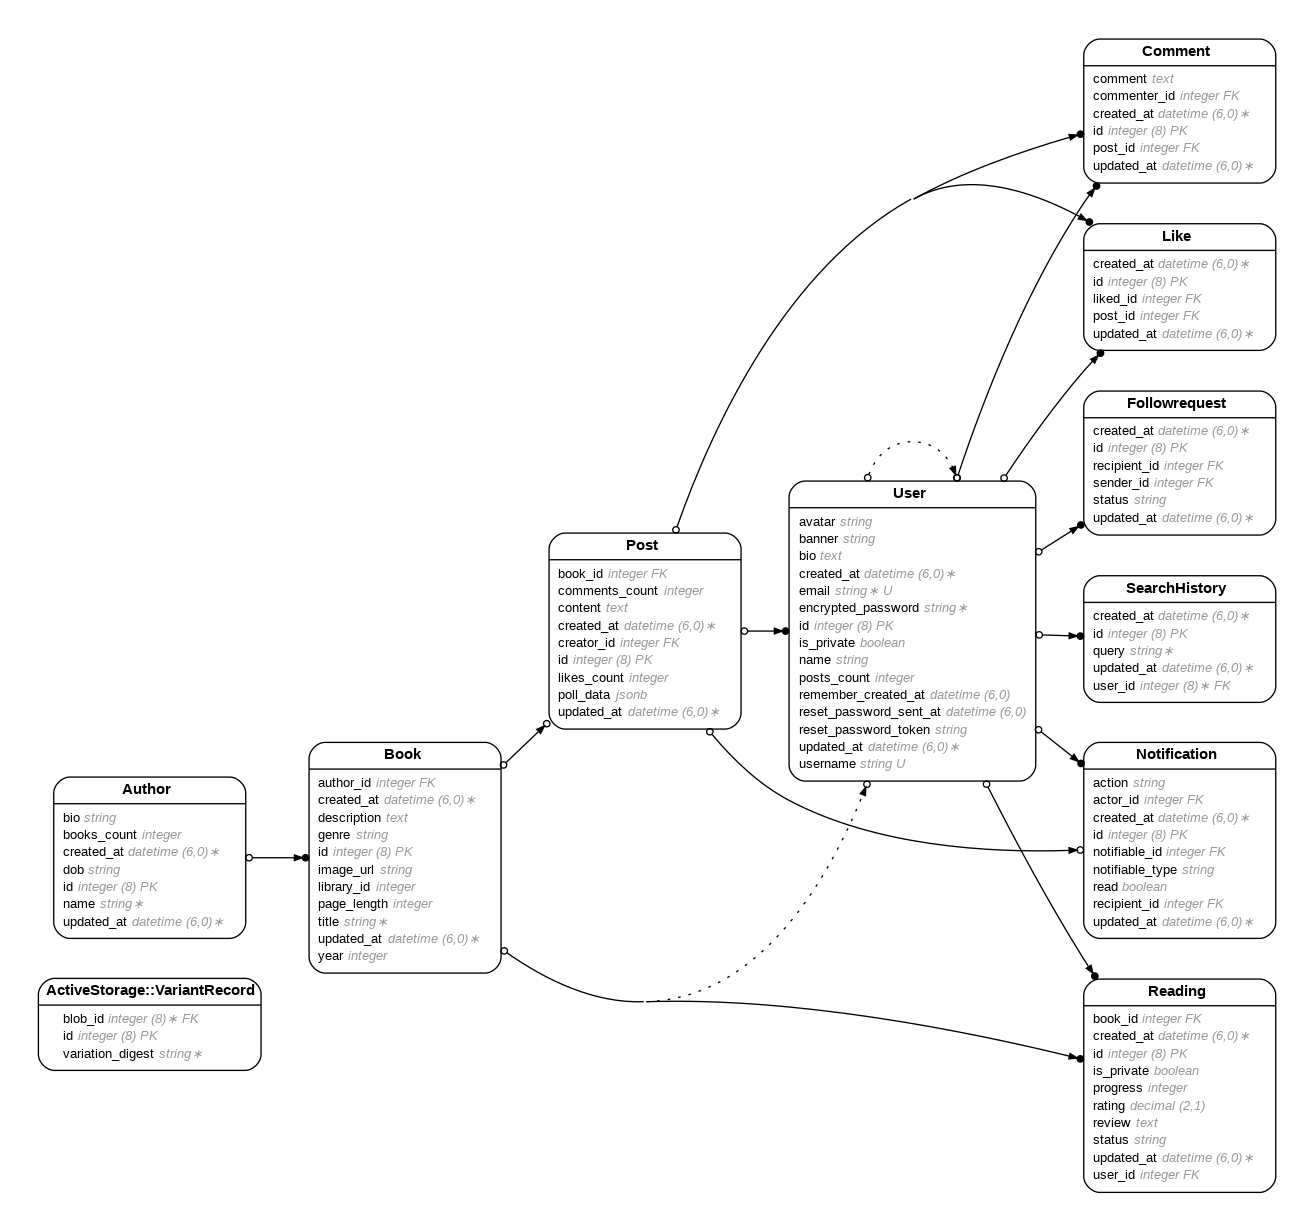 Comment
comment text
commenter_id integer FK
created_at datetime (6,0)∗
id integer (8) PK
post_id integer FK
updated_at datetime (6,0)∗
Like
created_at datetime (6,0)∗
id integer (8) PK
liked_id integer FK
post_id integer FK
updated_at datetime (6,0)∗
Followrequest
created_at datetime (6,0)∗
id integer (8) PK
recipient_id integer FK
sender_id integer FK
status string
updated_at datetime (6,0)∗
User
avatar string
banner string
bio text
created_at datetime (6,0)∗
email string∗ U
encrypted_password string∗
id integer (8) PK
is_private boolean
name string
posts_count integer
remember_created_at datetime (6,0)
reset_password_sent_at datetime (6,0)
reset_password_token string
updated_at datetime (6,0)∗
username string U
Post
book_id integer FK
comments_count integer
content text
created_at datetime (6,0)∗
creator_id integer FK
id integer (8) PK
likes_count integer
poll_data jsonb
updated_at datetime (6,0)∗
SearchHistory
created_at datetime (6,0)∗
id integer (8) PK
query string∗
updated_at datetime (6,0)∗
user_id integer (8)∗ FK
Book
author_id integer FK
created_at datetime (6,0)∗
description text
genre string
id integer (8) PK
image_url string
library_id integer
page_length integer
title string∗
updated_at datetime (6,0)∗
year integer
Notification
action string
actor_id integer FK
created_at datetime (6,0)∗
id integer (8) PK
notifiable_id integer FK
notifiable_type string
read boolean
recipient_id integer FK
updated_at datetime (6,0)∗
Author
bio string
books_count integer
created_at datetime (6,0)∗
dob string
id integer (8) PK
name string∗
updated_at datetime (6,0)∗
ActiveStorage::VariantRecord
blob_id integer (8)∗ FK
id integer (8) PK
variation_digest string∗
Reading
book_id integer FK
created_at datetime (6,0)∗
id integer (8) PK
is_private boolean
progress integer
rating decimal (2,1)
review text
status string
updated_at datetime (6,0)∗
user_id integer FK